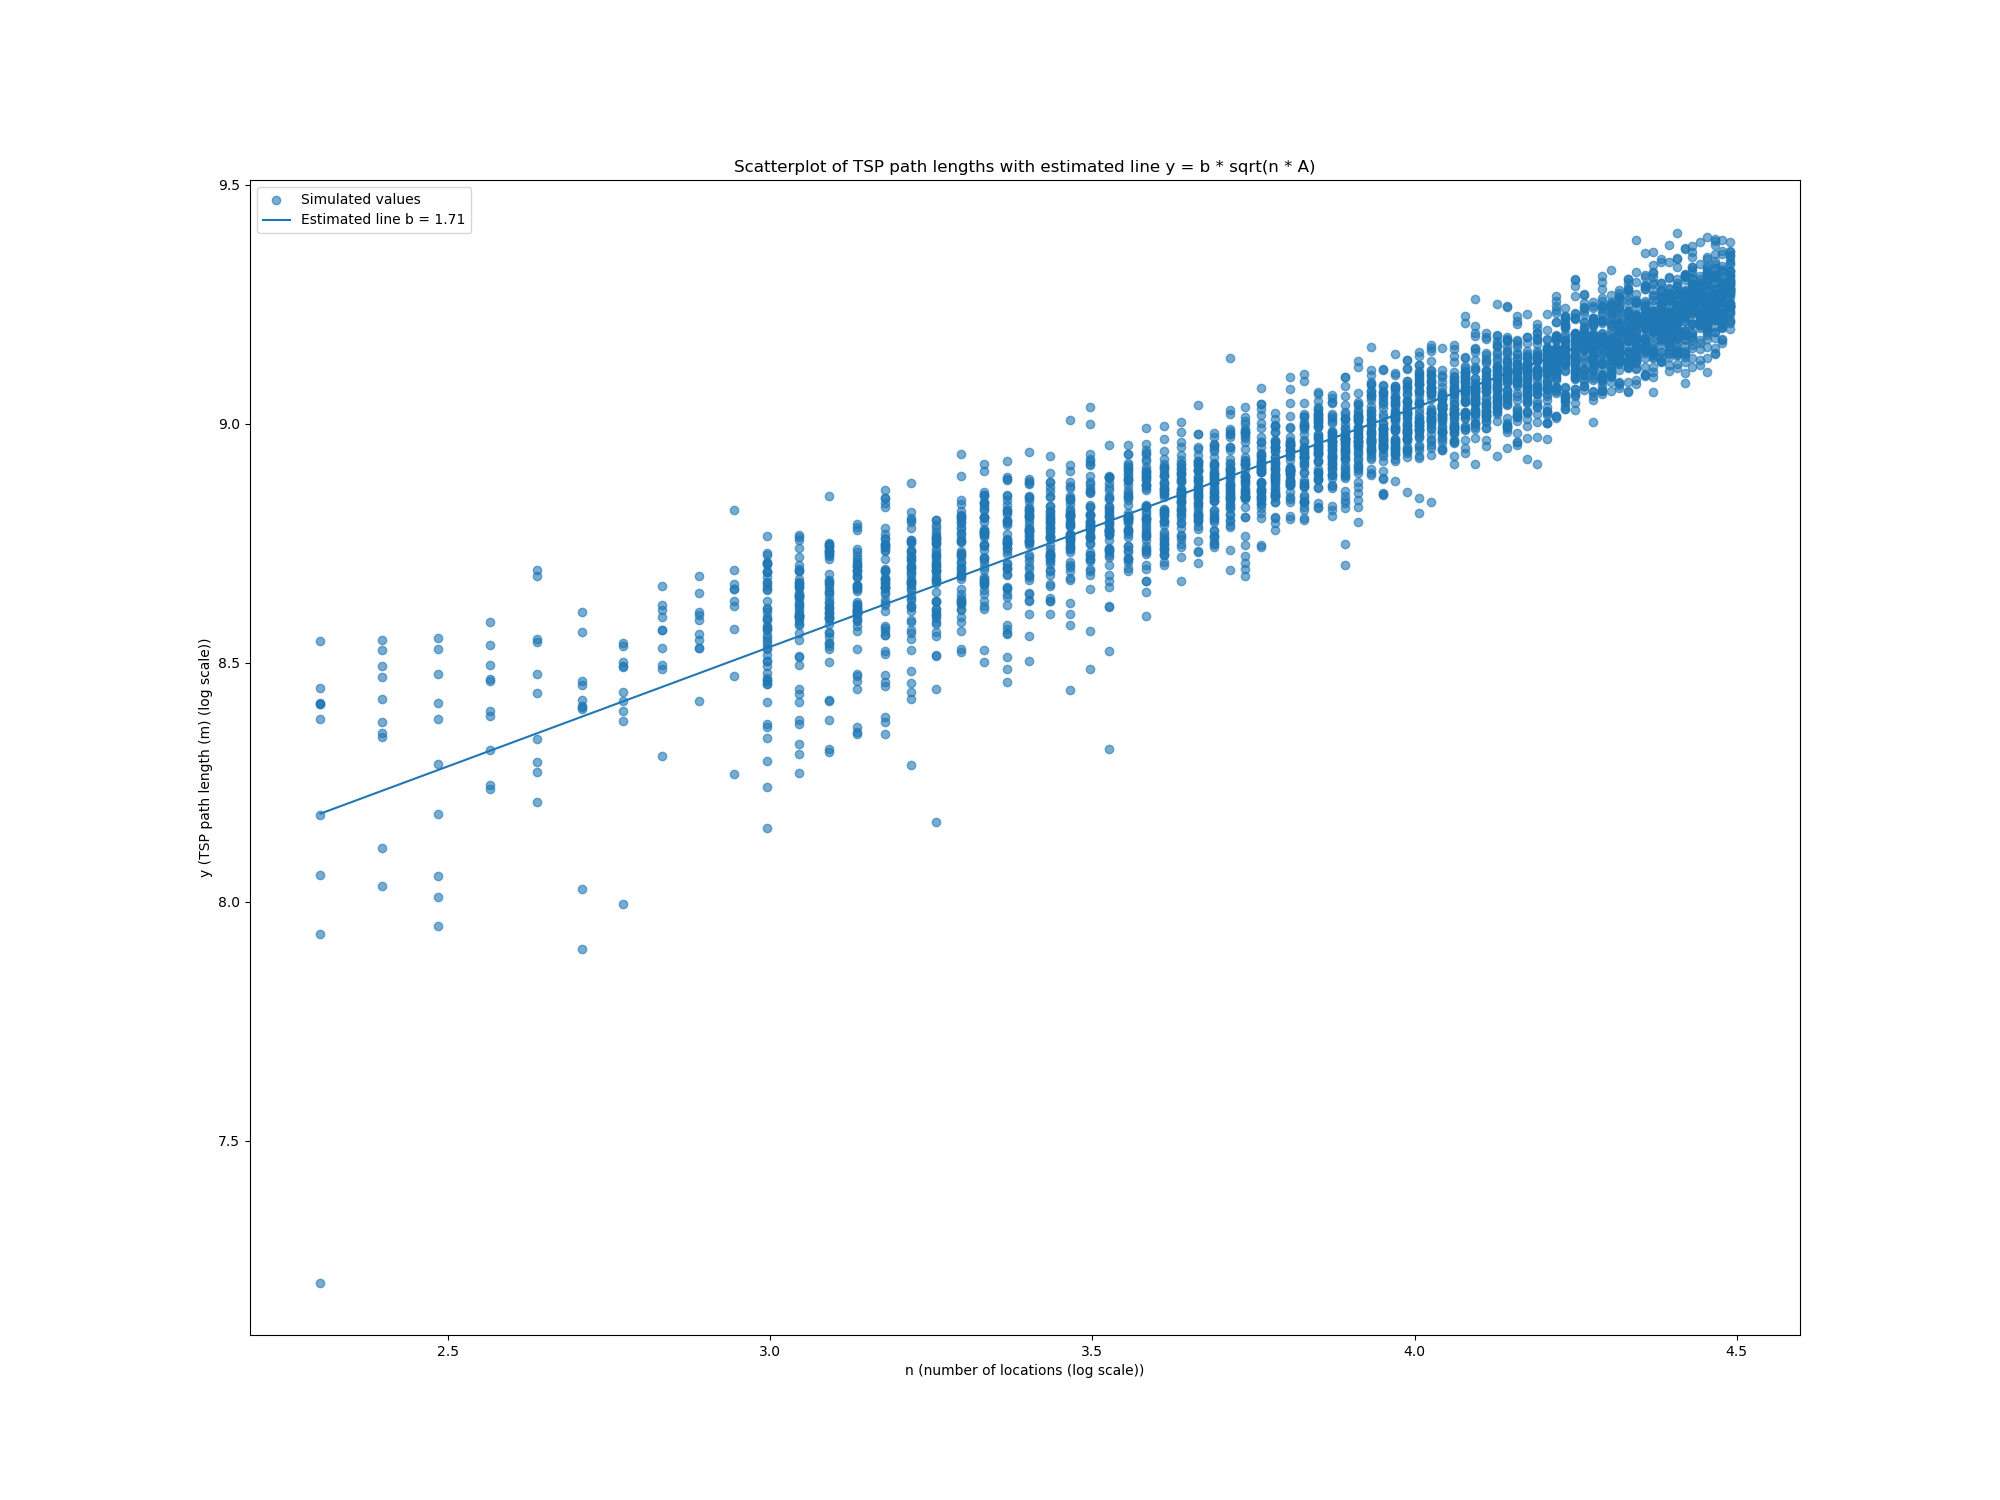 Scatterplot of TSP path lengths with estimated line y = b * sqrt(n * A)
Simulated values
Estimated line b = 1.71
y (TSP path length (m) (log scale))
9.5
9.0
8.5
8.0
7.5
2.5
3.0
3.5
4.0
4.5
n (number of locations (log scale))